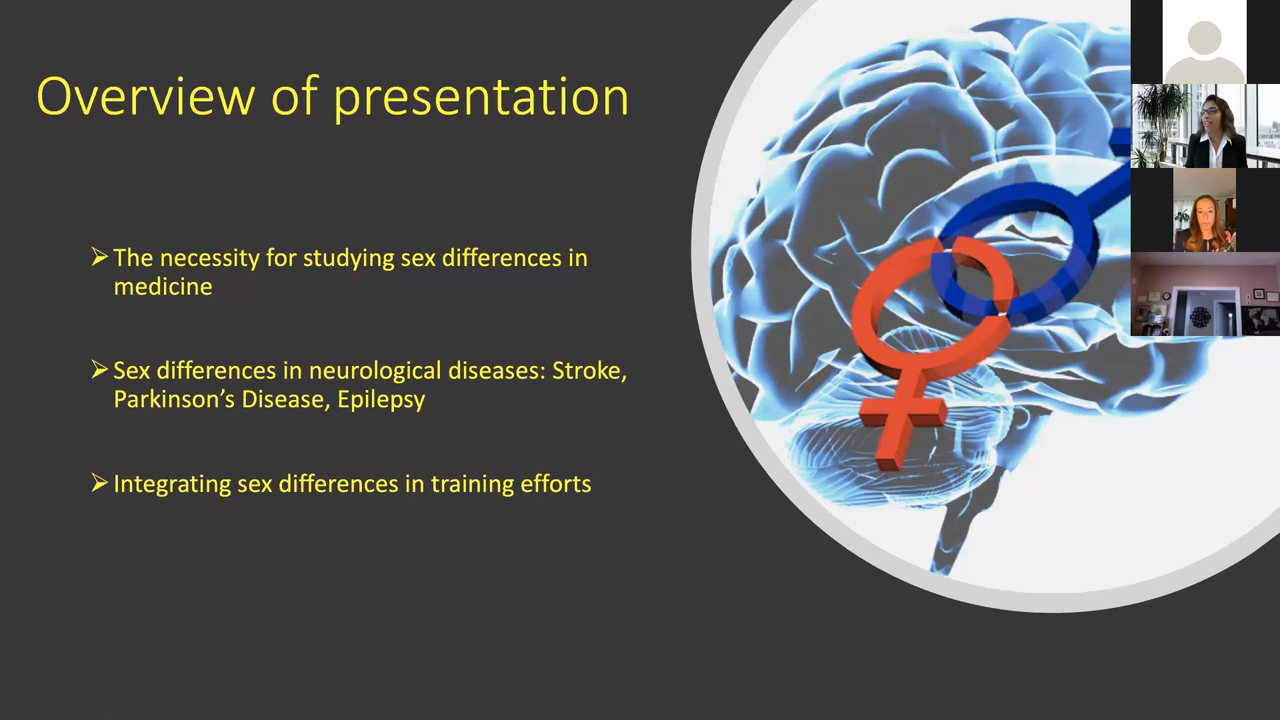 Overview of presentation
➢ The necessity for studying sex differences in
medicine
➢ Sex differences in neurological diseases: Stroke,
Parkinson’s Disease, Epilepsy
➢ Integrating sex differences in training efforts